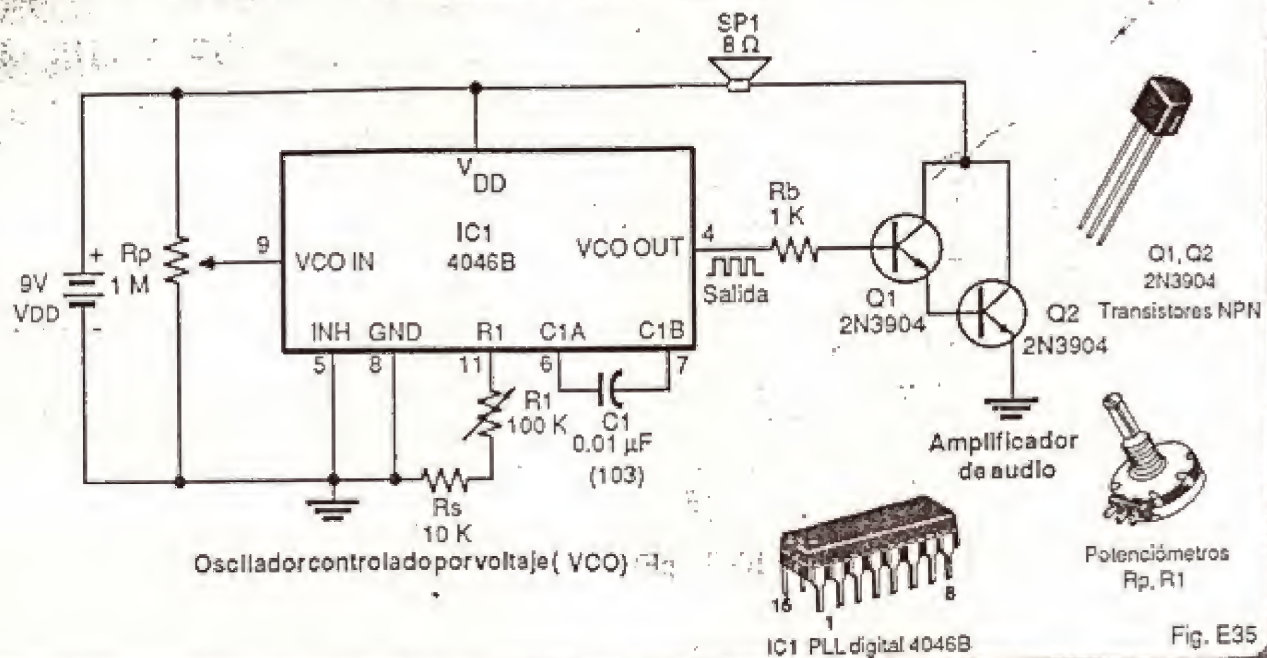 SP1
8 Ω
VDD
IC1
4046B
9
VCO IN
VCO OUT
4
Salida
Rb
1 K
Q1
2N3904
Q2
2N3904
Q1, Q2
2N3904
Transistores NPN
+
9V
VDD
-
Rp
1 M
INH
GND
R1
C1A
C1B
5
8
11
6
7
R1
100 K
C1
0.01 µF
(103)
Rs
10 K
Amplificador
de audio
Oscilador controlado por voltaje ( VCO)
Potenciómetros
Rp, R1
16
1
8
IC1 PLL digital 4046B
Fig. E35